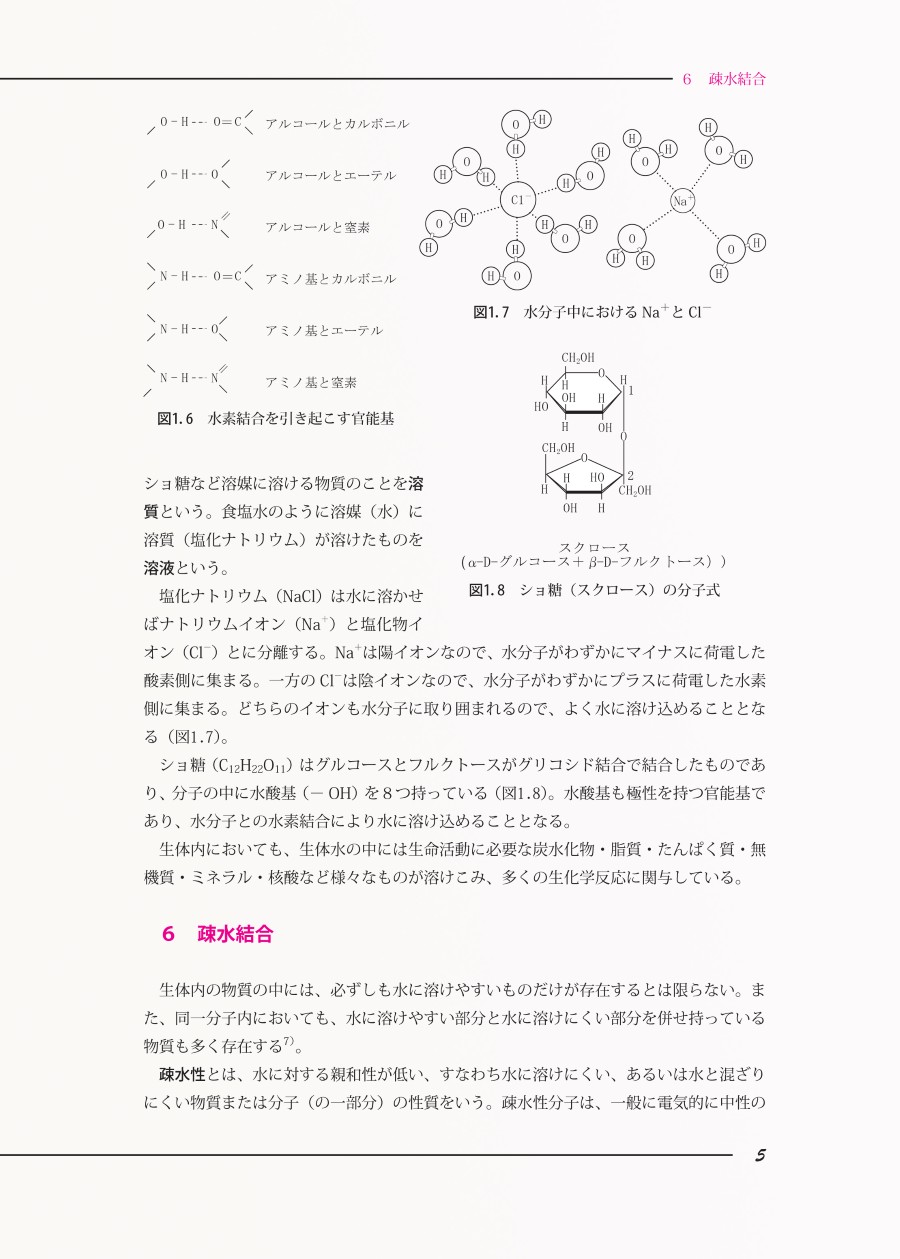 6 疎水結合
O－H--- O＝C アルコールとカルボニル
O－H--- O アルコールとエーテル
O－H --- N アルコールと窒素
N－H--- O＝C アミノ基とカルボニル
N－H--- O アミノ基とエーテル
N－H--- N アミノ基と窒素
図1.6 水素結合を引き起こす官能基
O H
H
O H H
H O H
Cl⁻
O H H
H O H
H
H O
H O H
H O H
Na⁺
O H H
O H H
図1.7 水分子中における Na⁺と Cl⁻
CH₂OH
O
H H H 1
HO OH H
H OH
O
CH₂OH
O
H H HO 2
CH₂OH
OH H
スクロース
(α-D-グルコース＋β-D-フルクトース））
図1.8 ショ糖（スクロース）の分子式
ショ糖など溶媒に溶ける物質のことを溶
質という。食塩水のように溶媒（水）に
溶質（塩化ナトリウム）が溶けたものを
溶液という。
塩化ナトリウム（NaCl）は水に溶かせ
ばナトリウムイオン（Na⁺）と塩化物イ
オン（Cl⁻）とに分離する。Na⁺は陽イオンなので、水分子がわずかにマイナスに荷電した
酸素側に集まる。一方の Cl⁻は陰イオンなので、水分子がわずかにプラスに荷電した水素
側に集まる。どちらのイオンも水分子に取り囲まれるので、よく水に溶け込めることとな
る（図1.7）。
ショ糖（C₁₂H₂₂O₁₁）はグルコースとフルクトースがグリコシド結合で結合したものであ
り、分子の中に水酸基（－ OH）を８つ持っている（図1.8）。水酸基も極性を持つ官能基で
あり、水分子との水素結合により水に溶け込めることとなる。
生体内においても、生体水の中には生命活動に必要な炭水化物・脂質・たんぱく質・無
機質・ミネラル・核酸など様々なものが溶けこみ、多くの生化学反応に関与している。
6 疎水結合
生体内の物質の中には、必ずしも水に溶けやすいものだけが存在するとは限らない。ま
た、同一分子内においても、水に溶けやすい部分と水に溶けにくい部分を併せ持っている
物質も多く存在する⁷⁾。
疎水性とは、水に対する親和性が低い、すなわち水に溶けにくい、あるいは水と混ざり
にくい物質または分子（の一部分）の性質をいう。疎水性分子は、一般に電気的に中性の
5